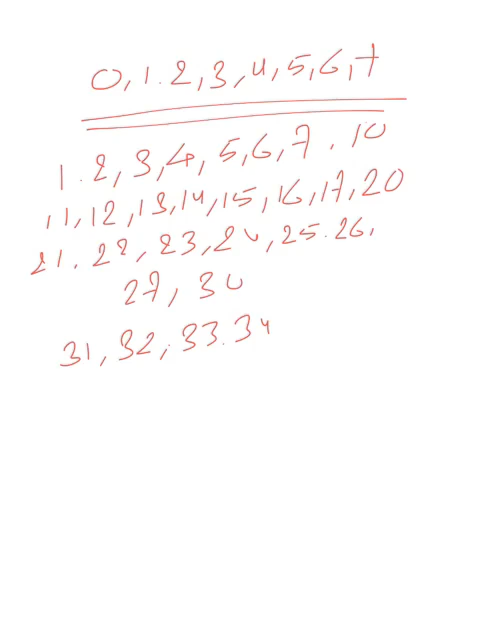 0, 1. 2, 3, 4, 5, 6, 7
1. 2, 3, 4, 5, 6, 7. 10
11, 12, 13, 14, 15, 16, 17, 20
21. 22, 23, 24, 25. 26,
27, 30
31, 32, 33. 34